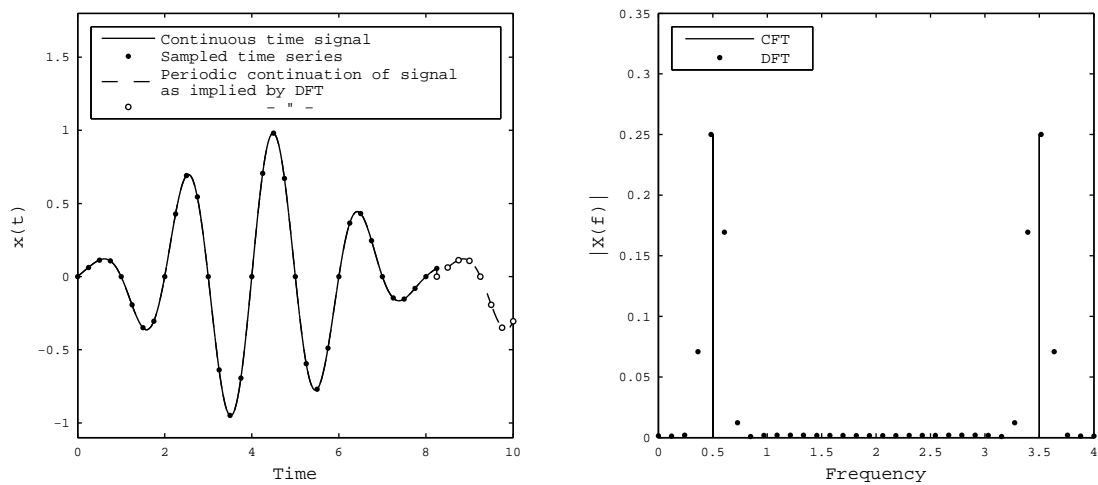 Continuous time signal
Sampled time series
Periodic continuation of signal
as implied by DFT
− " −
1.5
1
0.5
0
−0.5
−1
x(t)
0 2 4 6 8 10
Time
CFT
DFT
0.35
0.3
0.25
0.2
0.15
0.1
0.05
0
|X(f)|
0 0.5 1 1.5 2 2.5 3 3.5 4
Frequency